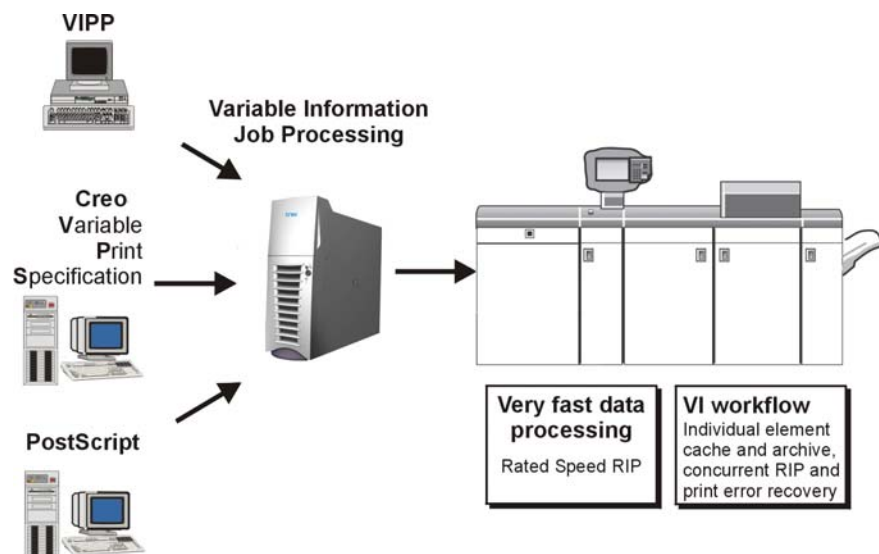 VIPP
Variable Information
Job Processing
Creo
Variable
Print
Specification
PostScript
Very fast data
processing
Rated Speed RIP
VI workflow
Individual element
cache and archive,
concurrent RIP and
print error recovery